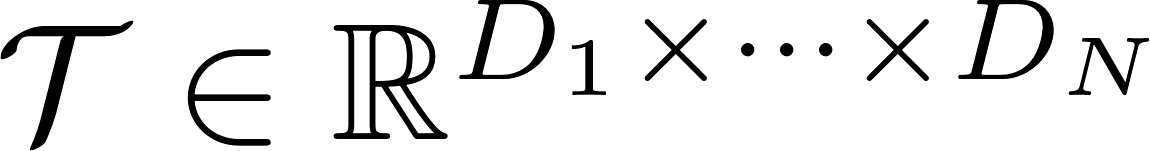 𝒯 ∈ ℝ^{D_1 × ⋯ × D_N}